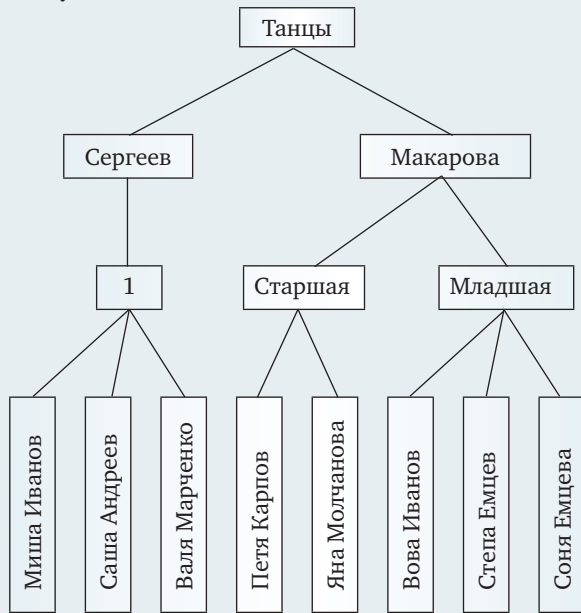 Танцы
Сергеев
Макарова
1
Старшая
Младшая
Миша Иванов
Саша Андреев
Валя Марченко
Петя Карпов
Яна Молчанова
Вова Иванов
Степа Емцев
Соня Емцева